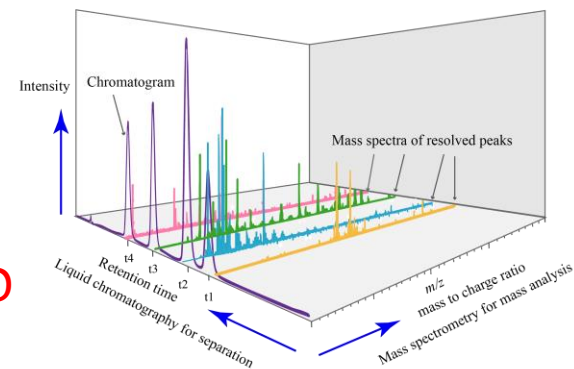 Intensity
Chromatogram
Mass spectra of resolved peaks
t4
t3
t2
t1
Retention time
Liquid chromatography for separation
m/z
mass to charge ratio
Mass spectrometry for mass analysis